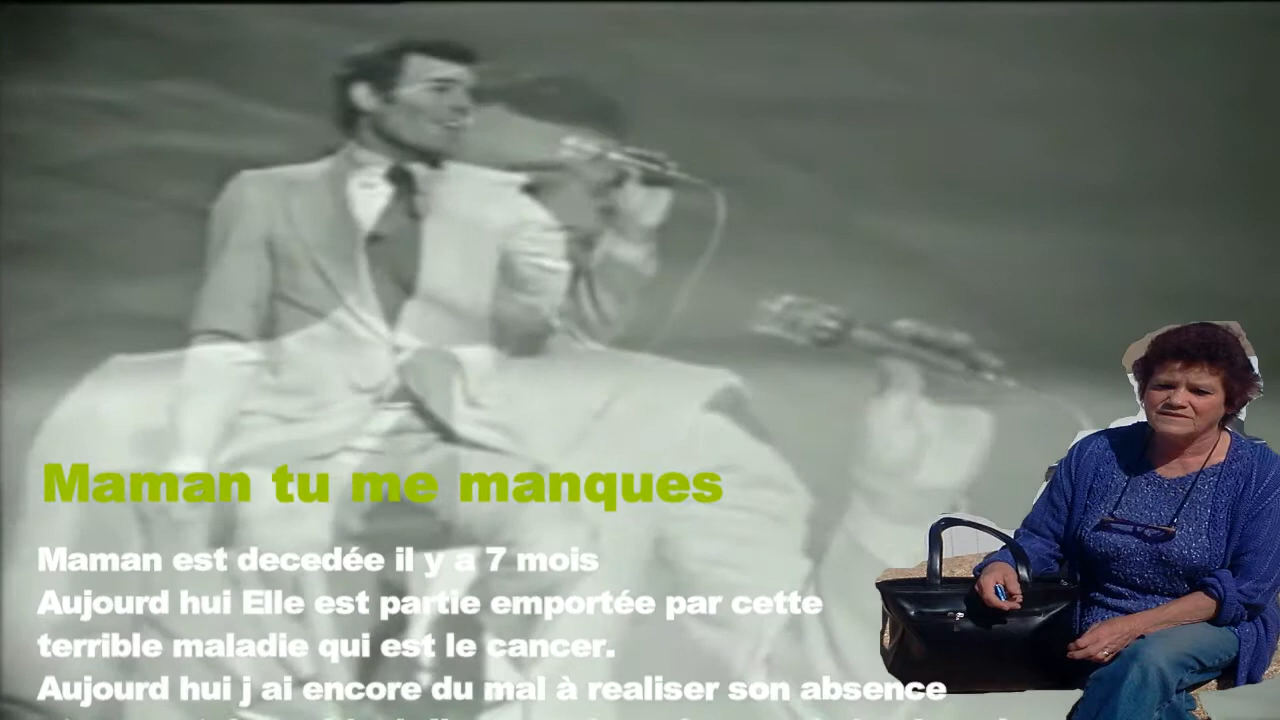 Maman tu me manques
Maman est decedée il y a 7 mois
Aujourd hui Elle est partie emportée par cette
terrible maladie qui est le cancer.
Aujourd hui j ai encore du mal à realiser son absence